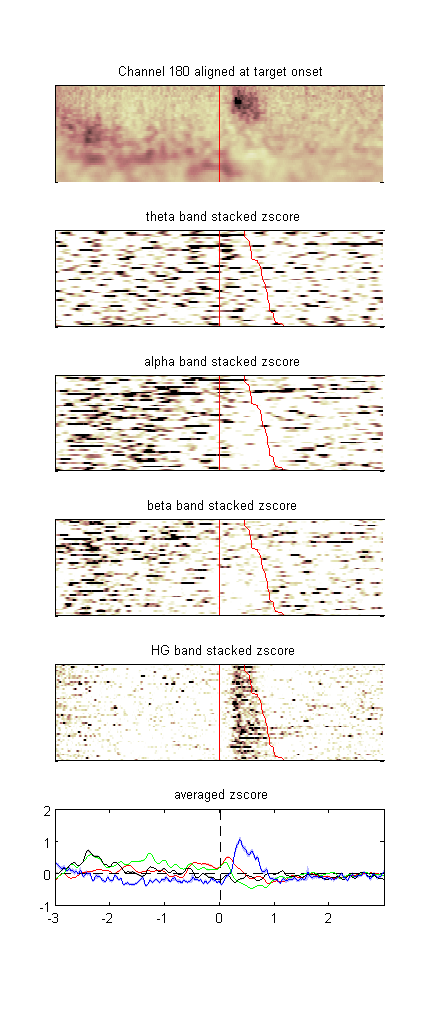 Channel 180 aligned at target onset
theta band stacked zscore
alpha band stacked zscore
beta band stacked zscore
HG band stacked zscore
averaged zscore
2
1
0
-1
-3 -2 -1 0 1 2